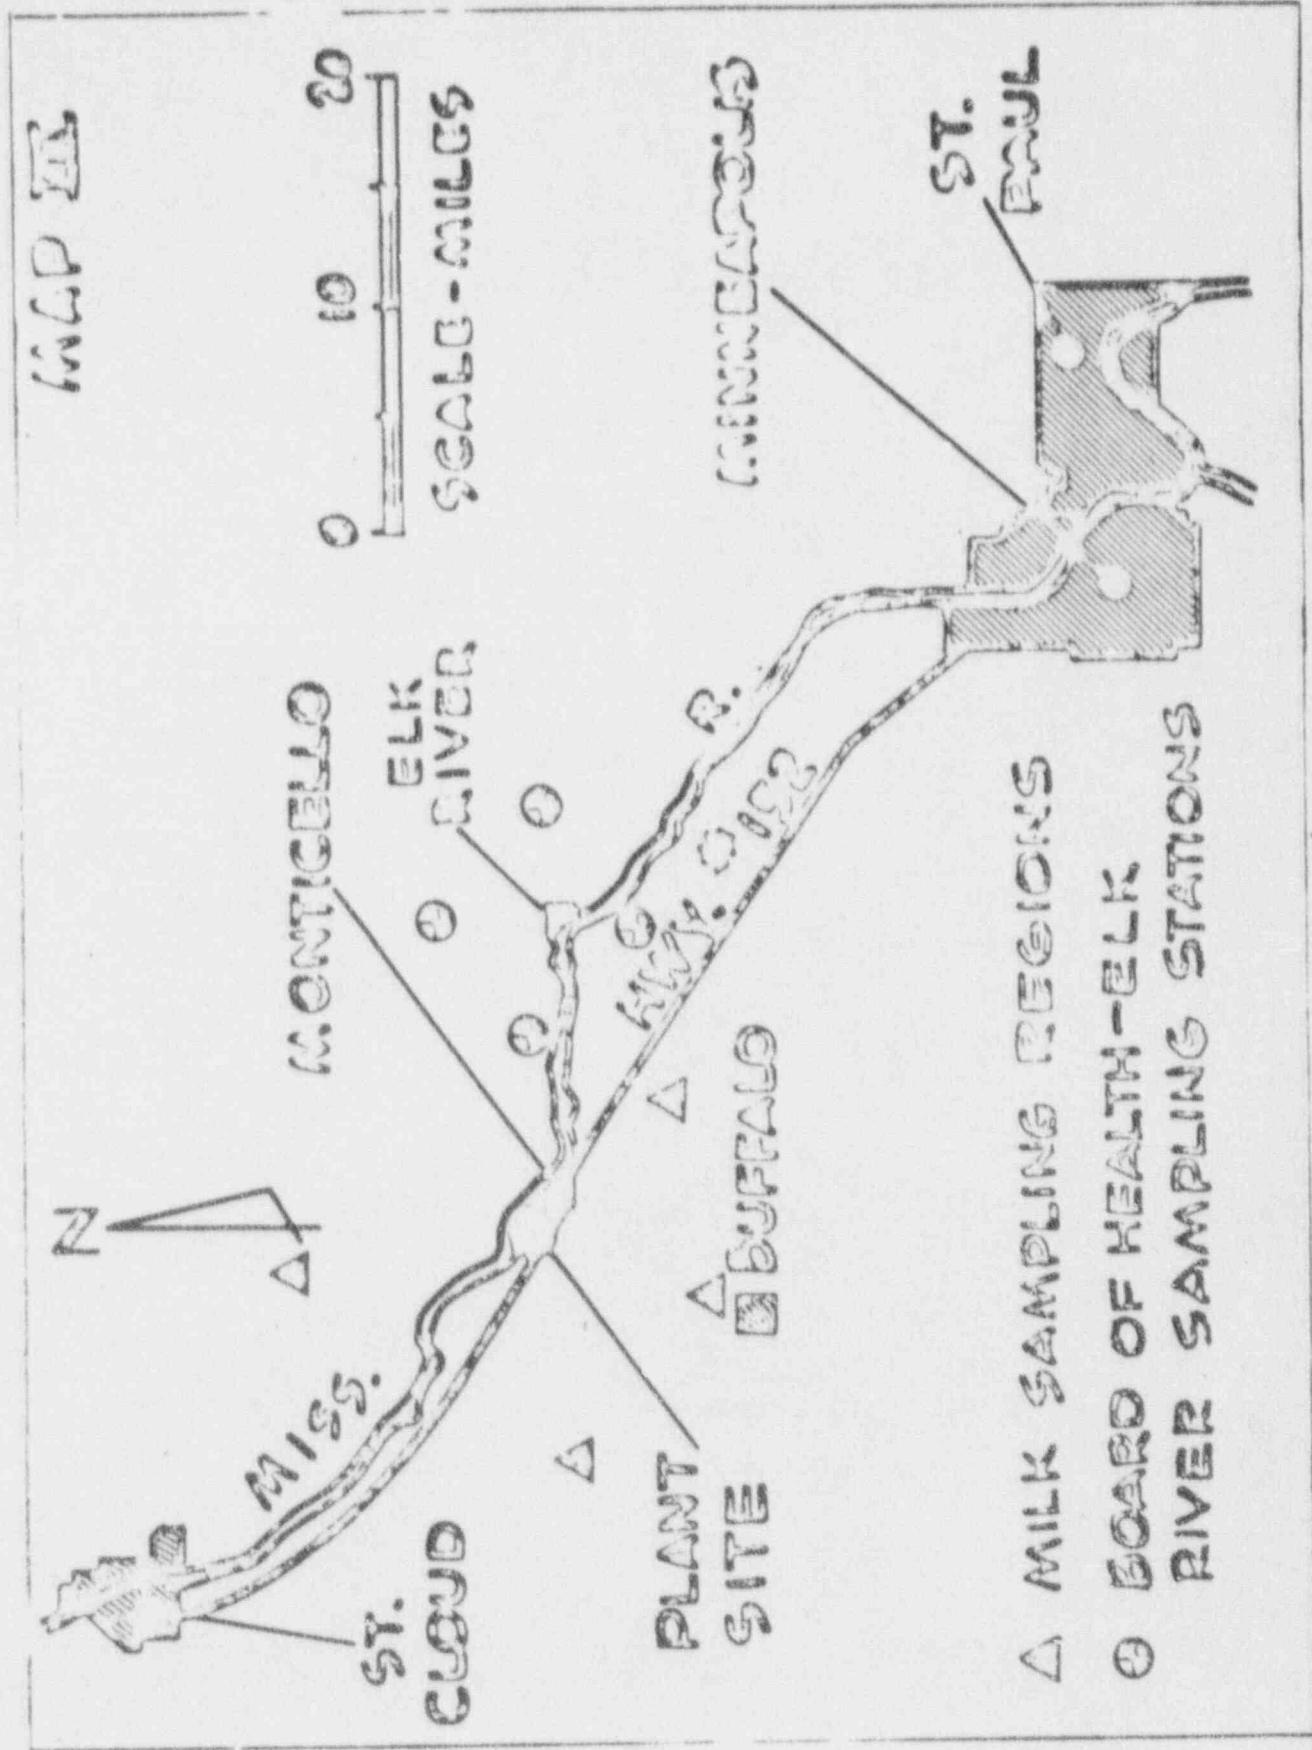 MAP III
N
0 10 20
SCALE-MILES
ST.
CLOUD
MISS.
R.
MONTICELLO
ELK
RIVER
HWY. 152
PLANT
SITE
BUFFALO
MINNEAPOLIS
ST.
PAUL
MILK SAMPLING REGIONS
BOARD OF HEALTH-ELK
RIVER SAMPLING STATIONS